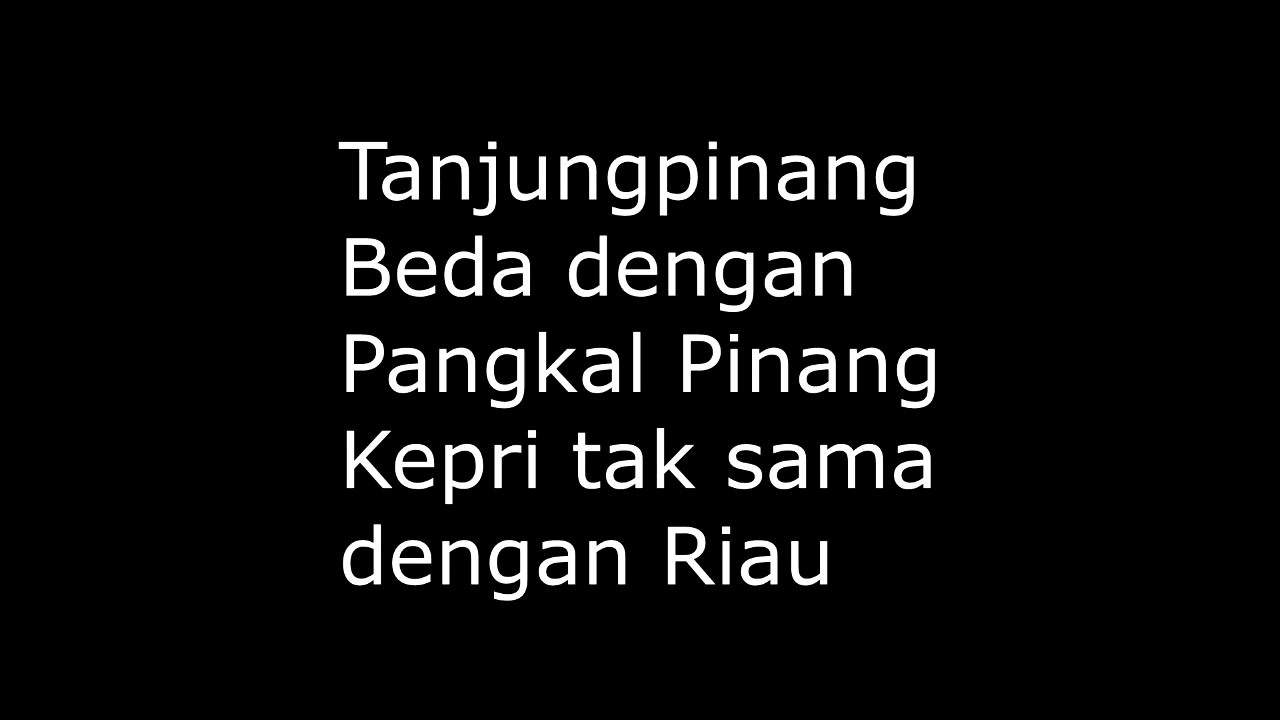 Tanjungpinang
Beda dengan
Pangkal Pinang
Kepri tak sama
dengan Riau